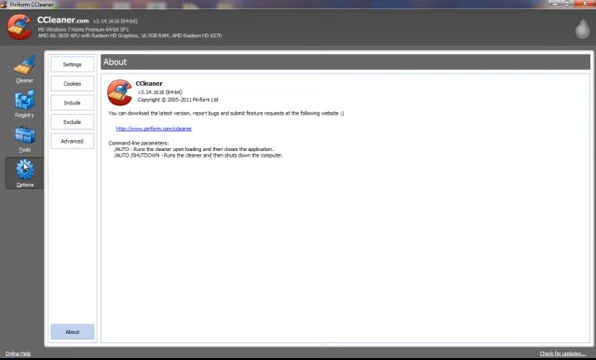 Piriform CCleaner
CCleaner.com v3.14.1616 (64-bit)
MS Windows 7 Home Premium 64-bit SP1
AMD A6-3650 APU with Radeon HD Graphics, 16.0GB RAM, AMD Radeon HD 6570
Cleaner
Registry
Tools
Options
Settings
Cookies
Include
Exclude
Advanced
About
About
CCleaner
v3.14.1616 (64-bit)
Copyright © 2005-2011 Piriform Ltd
You can download the latest version, report bugs and submit feature requests at the following website :)
http://www.piriform.com/ccleaner
Command-line parameters:
/AUTO - Runs the cleaner upon loading and then closes the application.
/AUTO /SHUTDOWN - Runs the cleaner and then shuts down the computer.
Online Help
Check for updates...